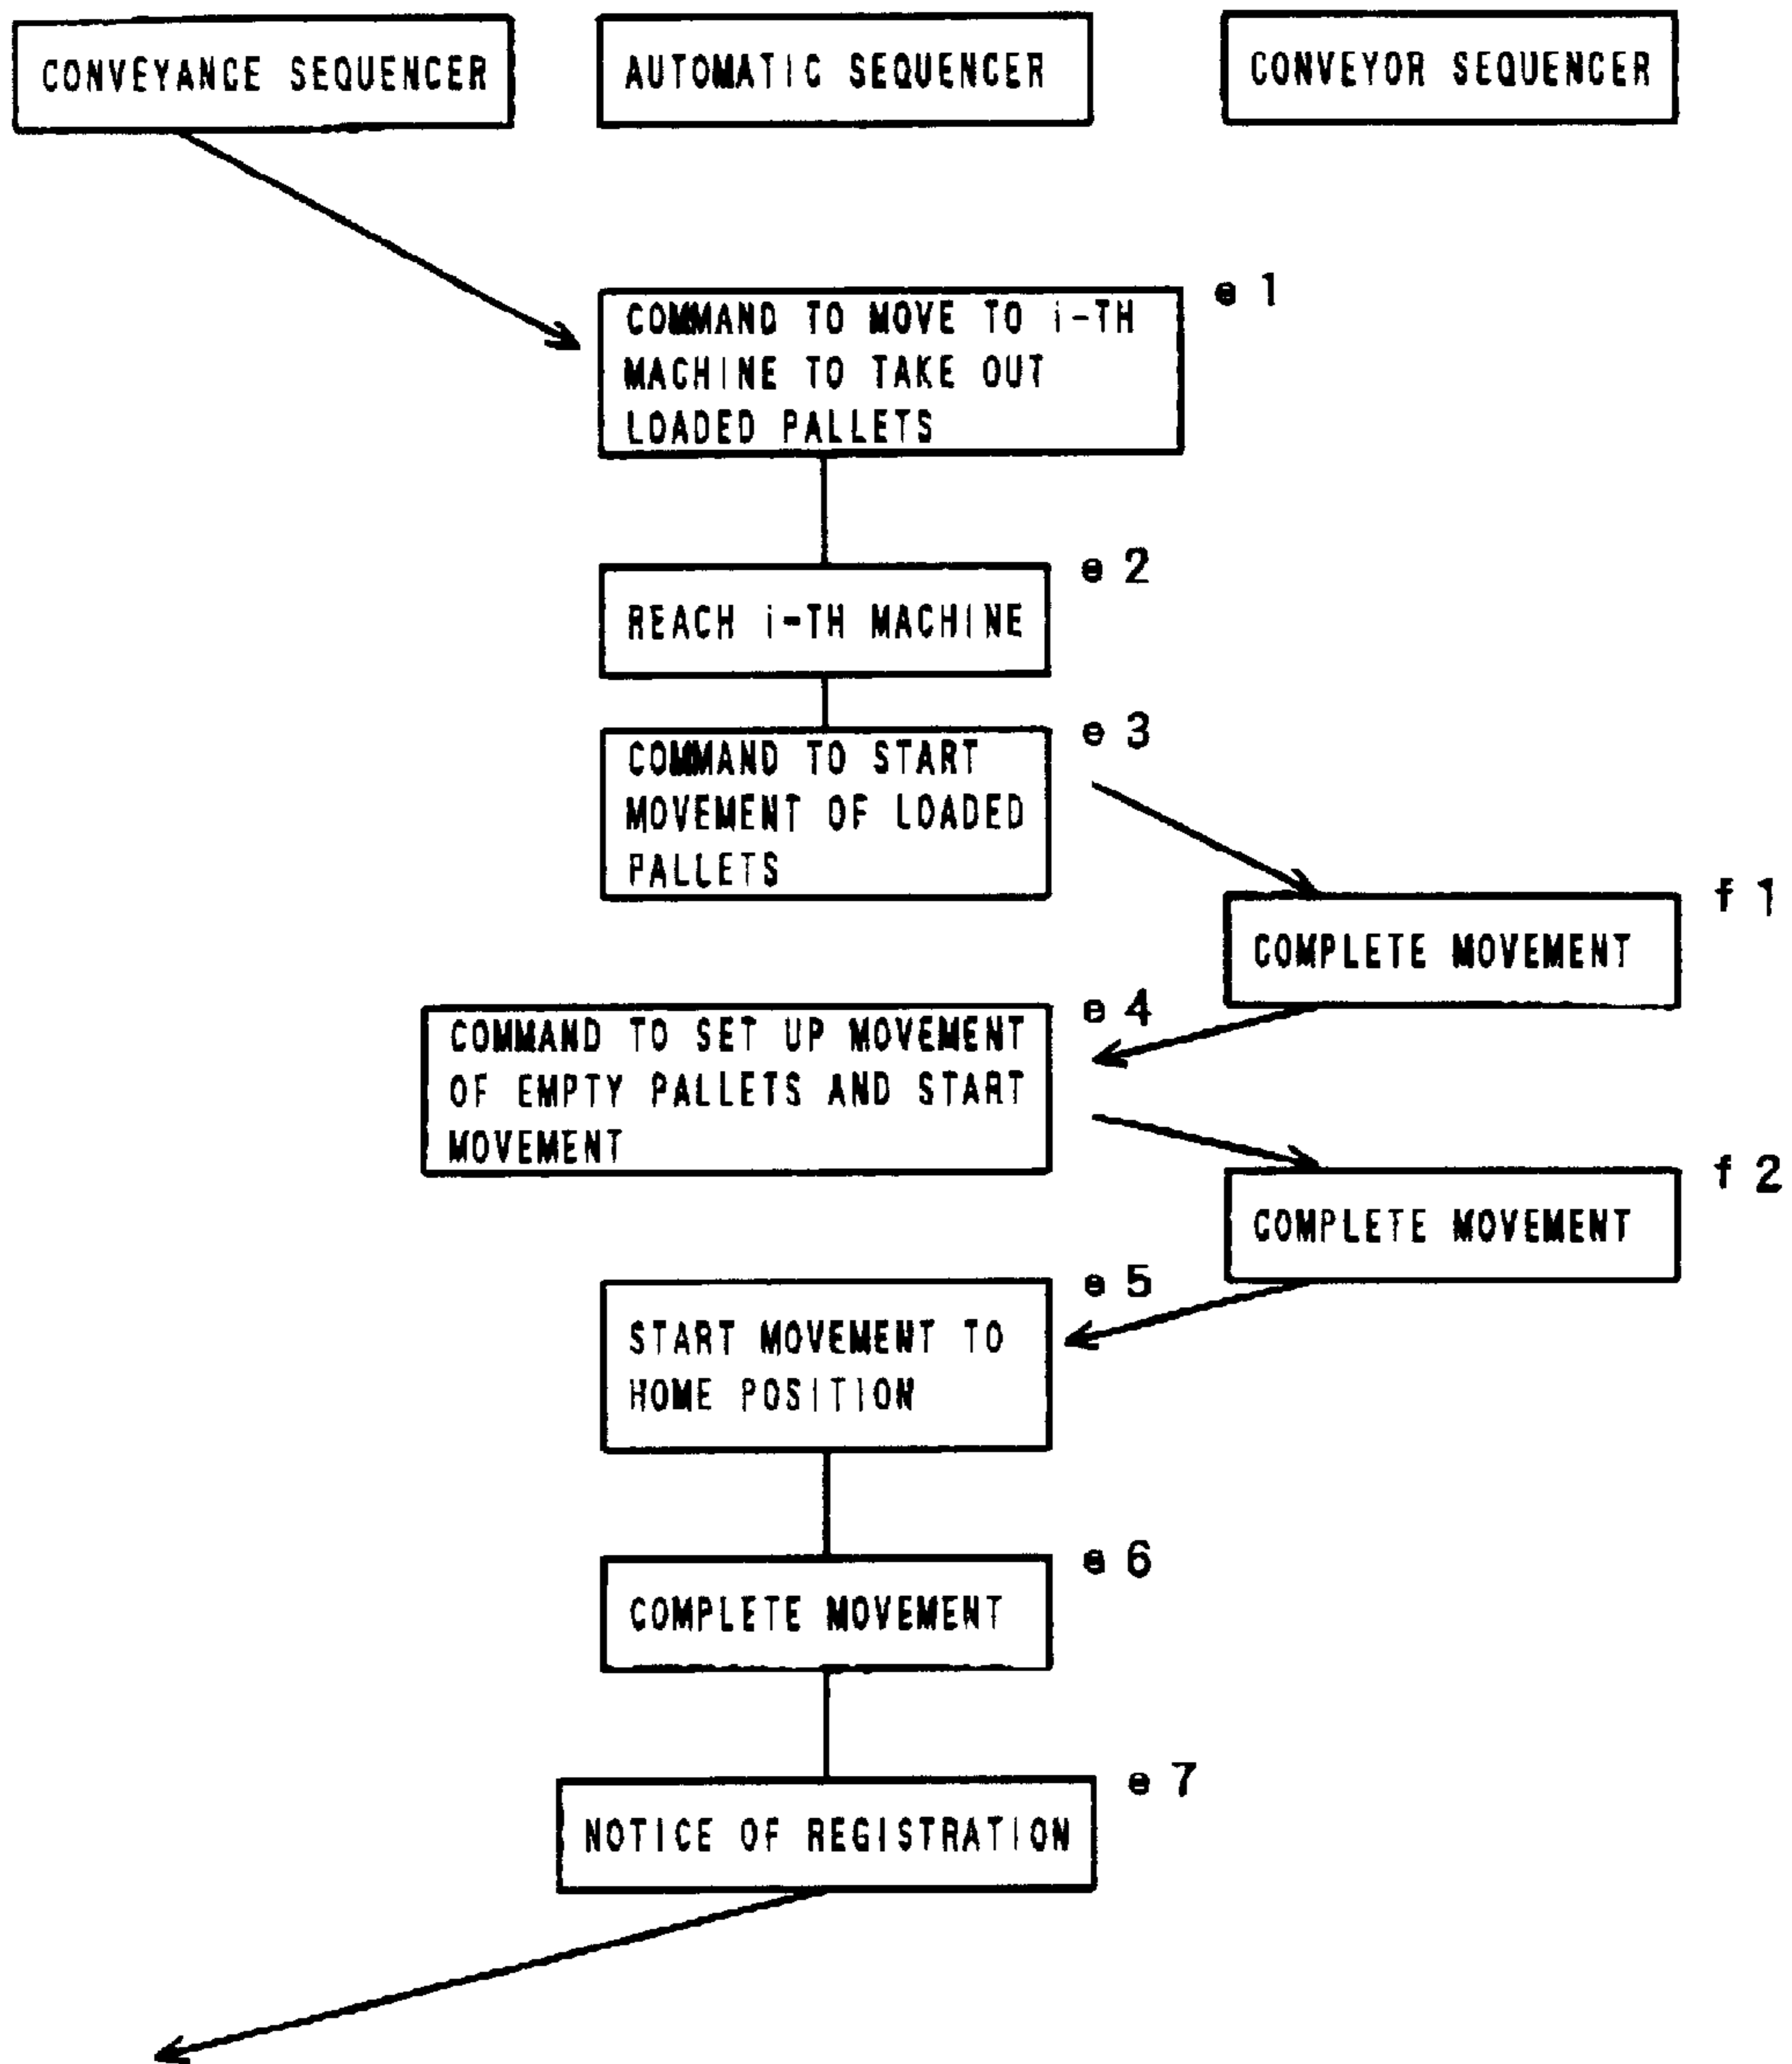 CONVEYANCE SEQUENCER
AUTOMATIC SEQUENCER
CONVEYOR SEQUENCER
e 1
COMMAND TO MOVE TO i-TH
MACHINE TO TAKE OUT
LOADED PALLETS
e 2
REACH i-TH MACHINE
e 3
COMMAND TO START
MOVEMENT OF LOADED
PALLETS
f 1
COMPLETE MOVEMENT
e 4
COMMAND TO SET UP MOVEMENT
OF EMPTY PALLETS AND START
MOVEMENT
f 2
COMPLETE MOVEMENT
e 5
START MOVEMENT TO
HOME POSITION
e 6
COMPLETE MOVEMENT
e 7
NOTICE OF REGISTRATION